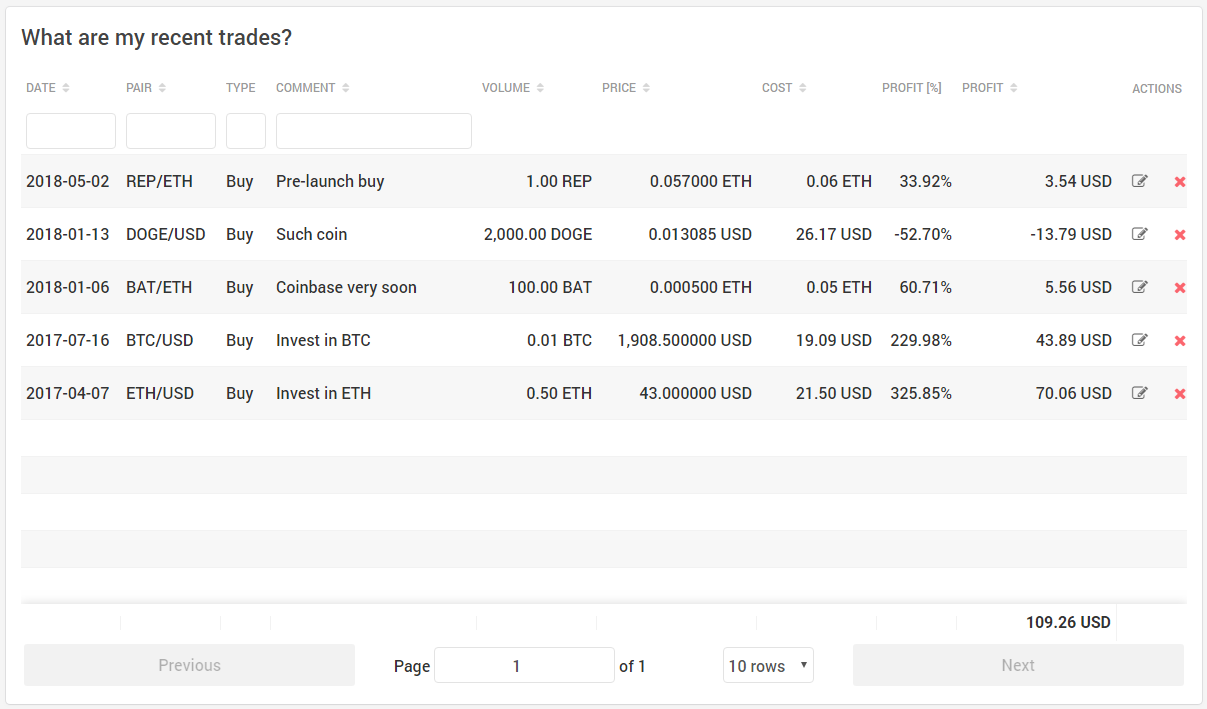 What are my recent trades?
DATE PAIR TYPE COMMENT VOLUME PRICE COST PROFIT [%] PROFIT ACTIONS
2018-05-02 REP/ETH Buy Pre-launch buy 1.00 REP 0.057000 ETH 0.06 ETH 33.92% 3.54 USD
2018-01-13 DOGE/USD Buy Such coin 2,000.00 DOGE 0.013085 USD 26.17 USD -52.70% -13.79 USD
2018-01-06 BAT/ETH Buy Coinbase very soon 100.00 BAT 0.000500 ETH 0.05 ETH 60.71% 5.56 USD
2017-07-16 BTC/USD Buy Invest in BTC 0.01 BTC 1,908.500000 USD 19.09 USD 229.98% 43.89 USD
2017-04-07 ETH/USD Buy Invest in ETH 0.50 ETH 43.000000 USD 21.50 USD 325.85% 70.06 USD
109.26 USD
Previous Page 1 of 1 10 rows Next